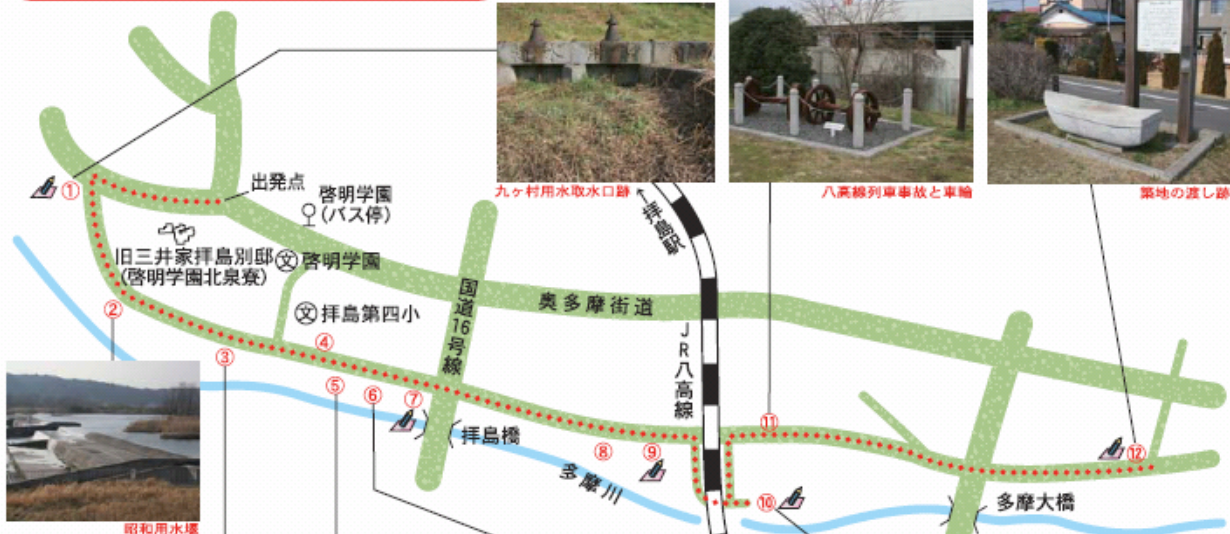 九ヶ村用水取水口跡
八高線列車事故と車輪
築地の渡し跡
①
出発点
啓明学園
(バス停)
←拝島駅
旧三井家拝島別邸
(啓明学園北泉寮)
文 啓明学園
国道16号線
奥多摩街道
②
文 拝島第四小
③
④
JR八高線
⑤
⑥
⑦
拝島橋
⑧
⑨
⑪
⑫
多摩川
⑩
多摩大橋
昭和用水堰